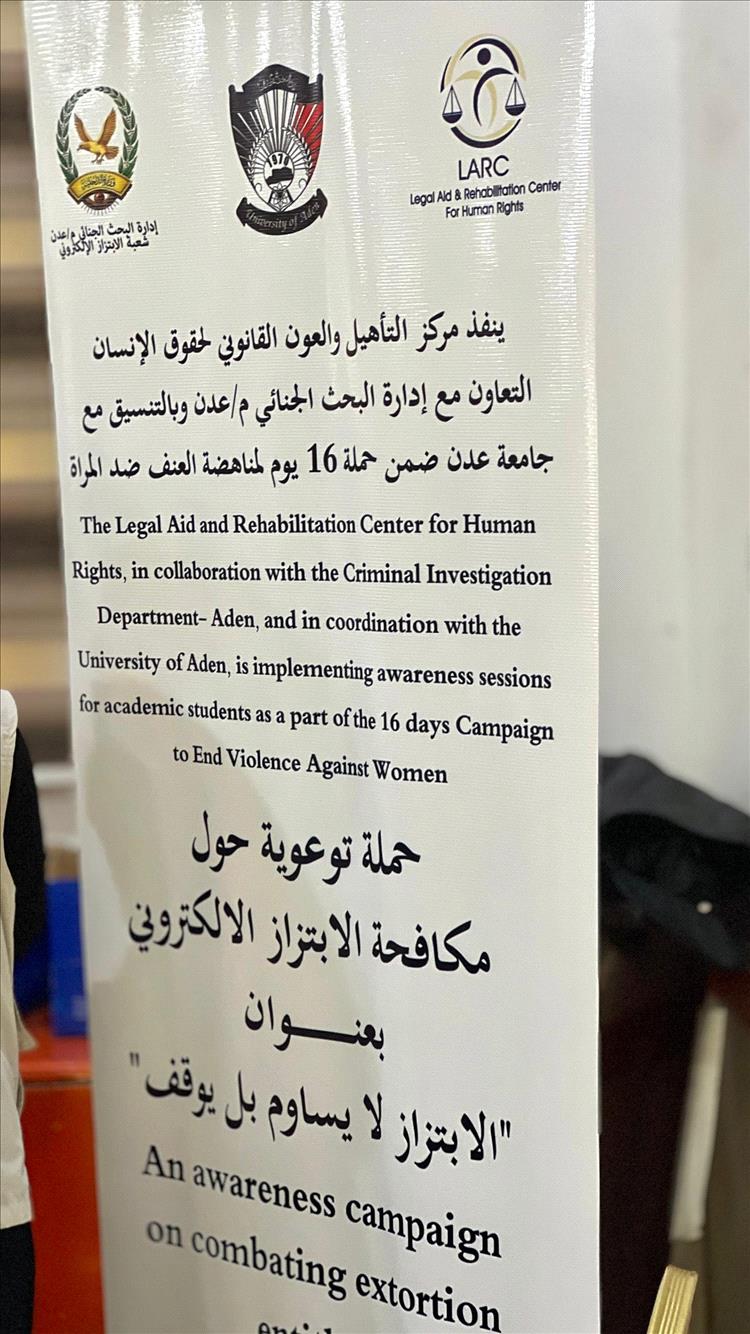 إدارة البحث الجنائي م/عدن
شعبة الابتزاز الإلكتروني
1970
University of Aden
LARC
Legal Aid & Rehabilitation Center
For Human Rights
ينفذ مركز التأهيل والعون القانوني لحقوق الإنسان
التعاون مع إدارة البحث الجنائي م/عدن وبالتنسيق مع
جامعة عدن ضمن حملة 16 يوم لمناهضة العنف ضد المراة
The Legal Aid and Rehabilitation Center for Human
Rights, in collaboration with the Criminal Investigation
Department- Aden, and in coordination with the
University of Aden, is implementing awareness sessions
for academic students as a part of the 16 days Campaign
to End Violence Against Women
حملة توعوية حول
مكافحة الابتزاز الالكتروني
بعنـــــوان
"الابتزاز لا يساوم بل يوقف"
An awareness campaign
on combating extortion